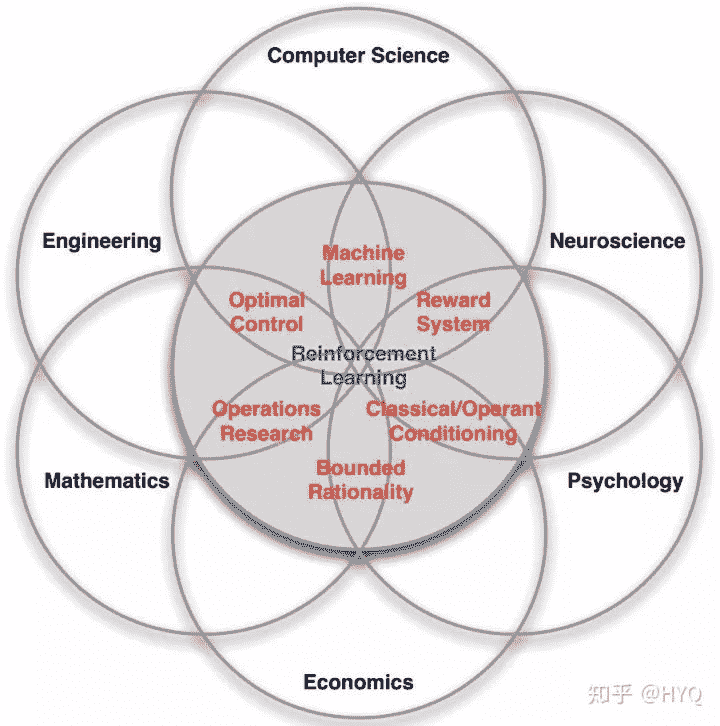 Computer Science
Engineering
Neuroscience
Machine
Learning
Optimal
Control
Reward
System
Reinforcement
Learning
Operations
Research
Classical/Operant
Conditioning
Bounded
Rationality
Mathematics
Psychology
Economics
知乎 @HYQ